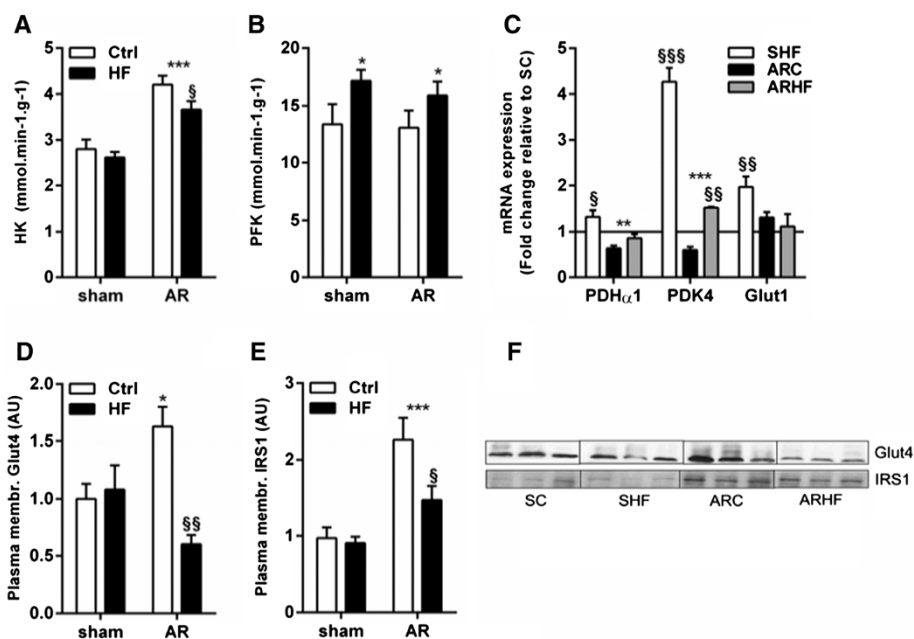 A
HK (mmol.min-1.g-1)
5
4
3
2
1
0
Ctrl
HF
***
§
sham
AR
B
PFK (mmol.min-1.g-1)
20
15
10
5
0
*
*
sham
AR
C
mRNA expression
(Fold change relative to SC)
5
4
3
2
1
0
SHF
ARC
ARHF
§
**
§§§
***
§§
§§
PDHα1
PDK4
Glut1
D
Plasma membr. Glut4 (AU)
2.0
1.5
1.0
0.5
0.0
Ctrl
HF
*
§§
sham
AR
E
Plasma membr. IRS1 (AU)
3
2
1
0
Ctrl
HF
***
§
sham
AR
F
Glut4
IRS1
SC
SHF
ARC
ARHF